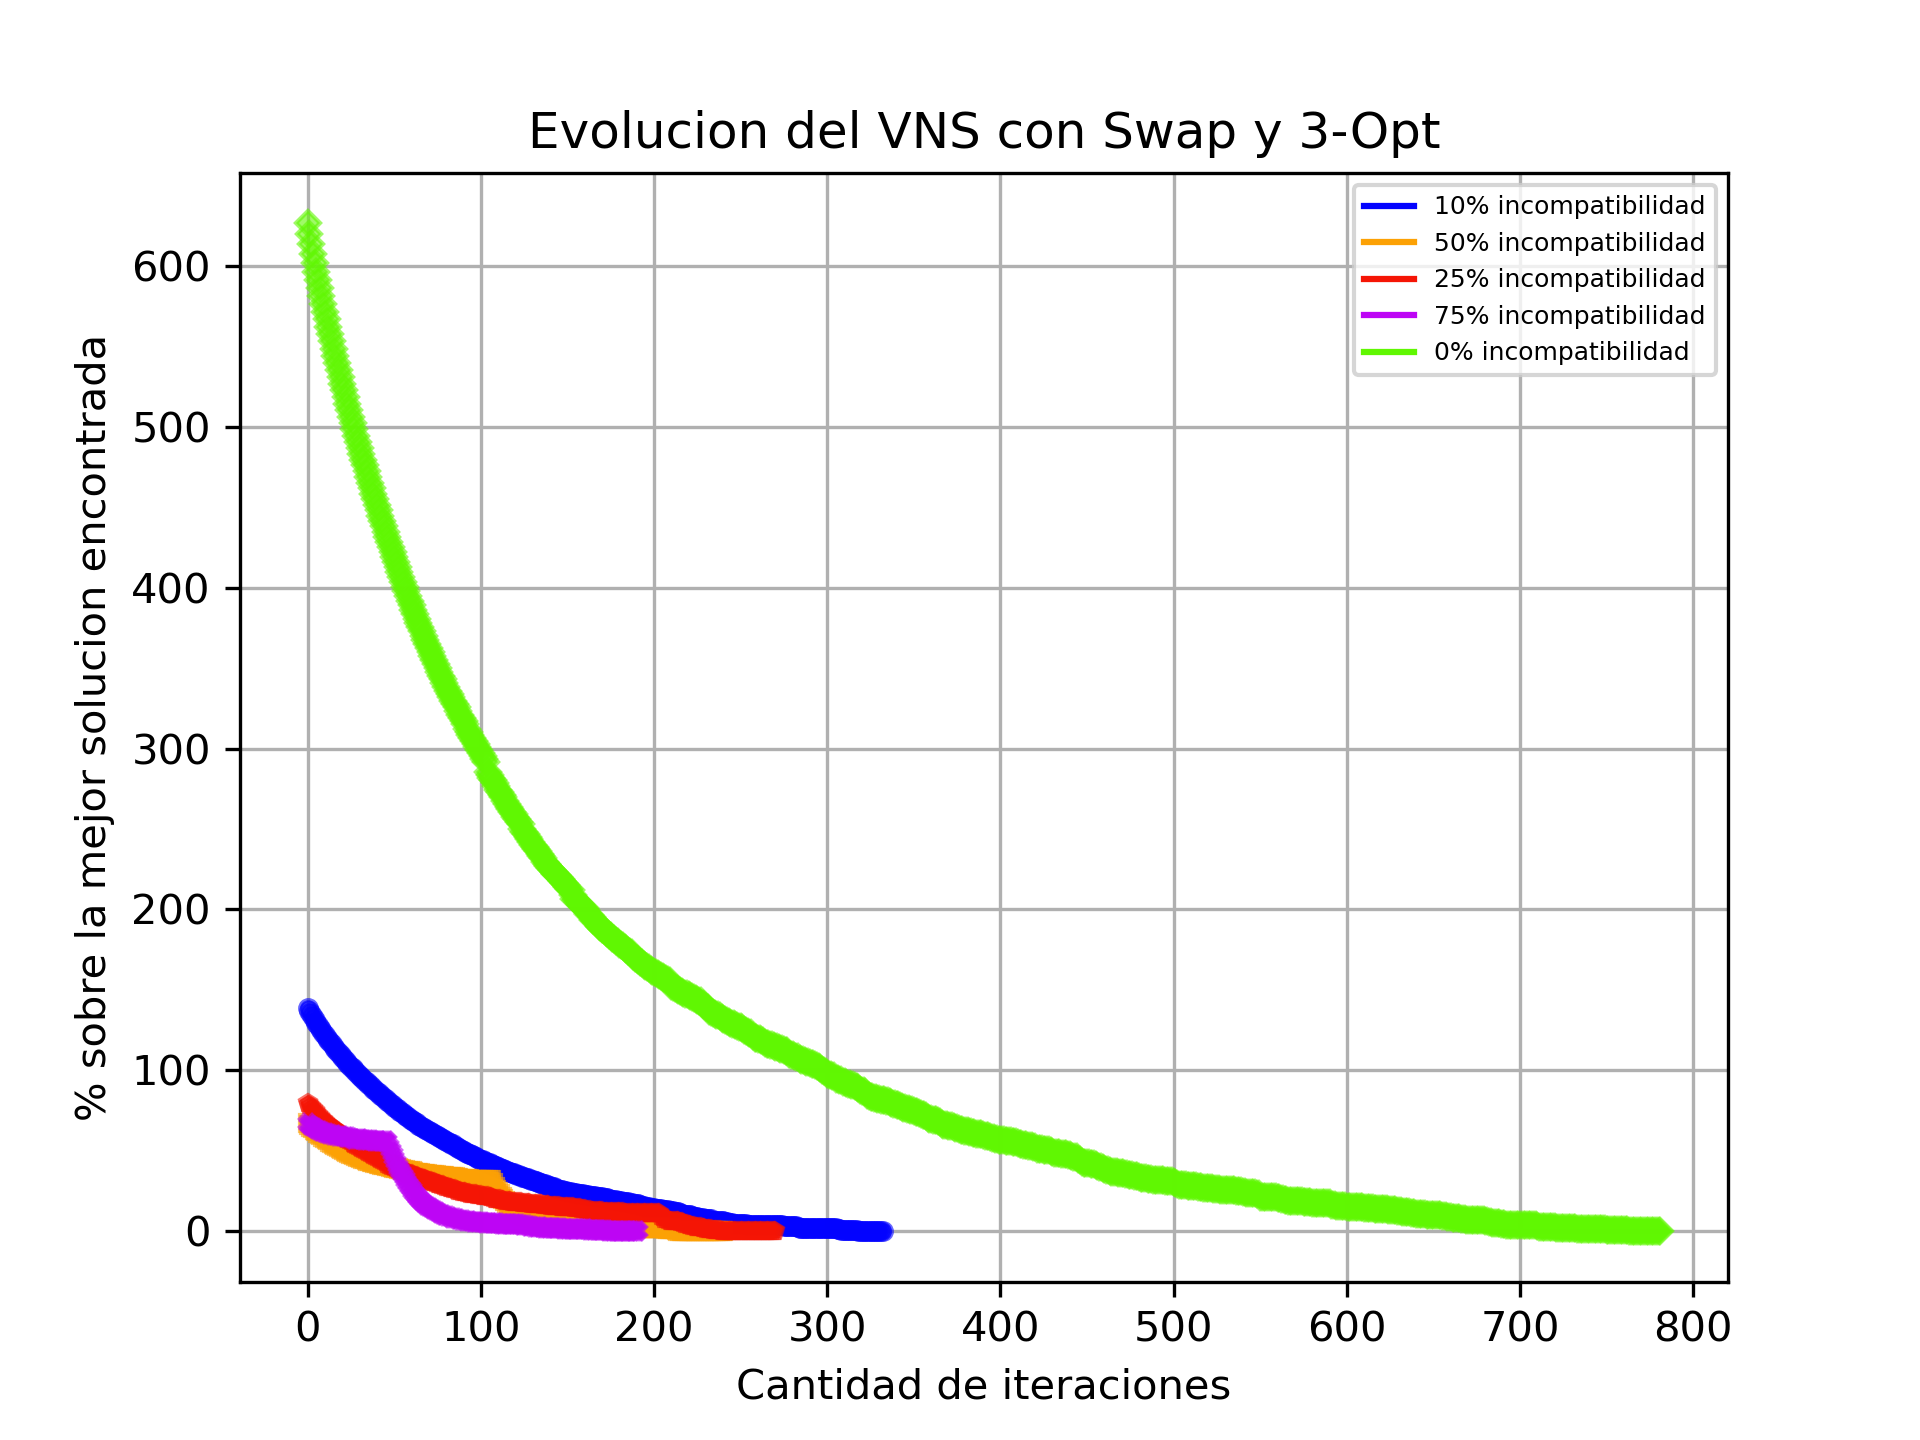 Evolucion del VNS con Swap y 3-Opt
10% incompatibilidad
50% incompatibilidad
25% incompatibilidad
75% incompatibilidad
0% incompatibilidad
% sobre la mejor solucion encontrada
600
500
400
300
200
100
0
0 100 200 300 400 500 600 700 800
Cantidad de iteraciones